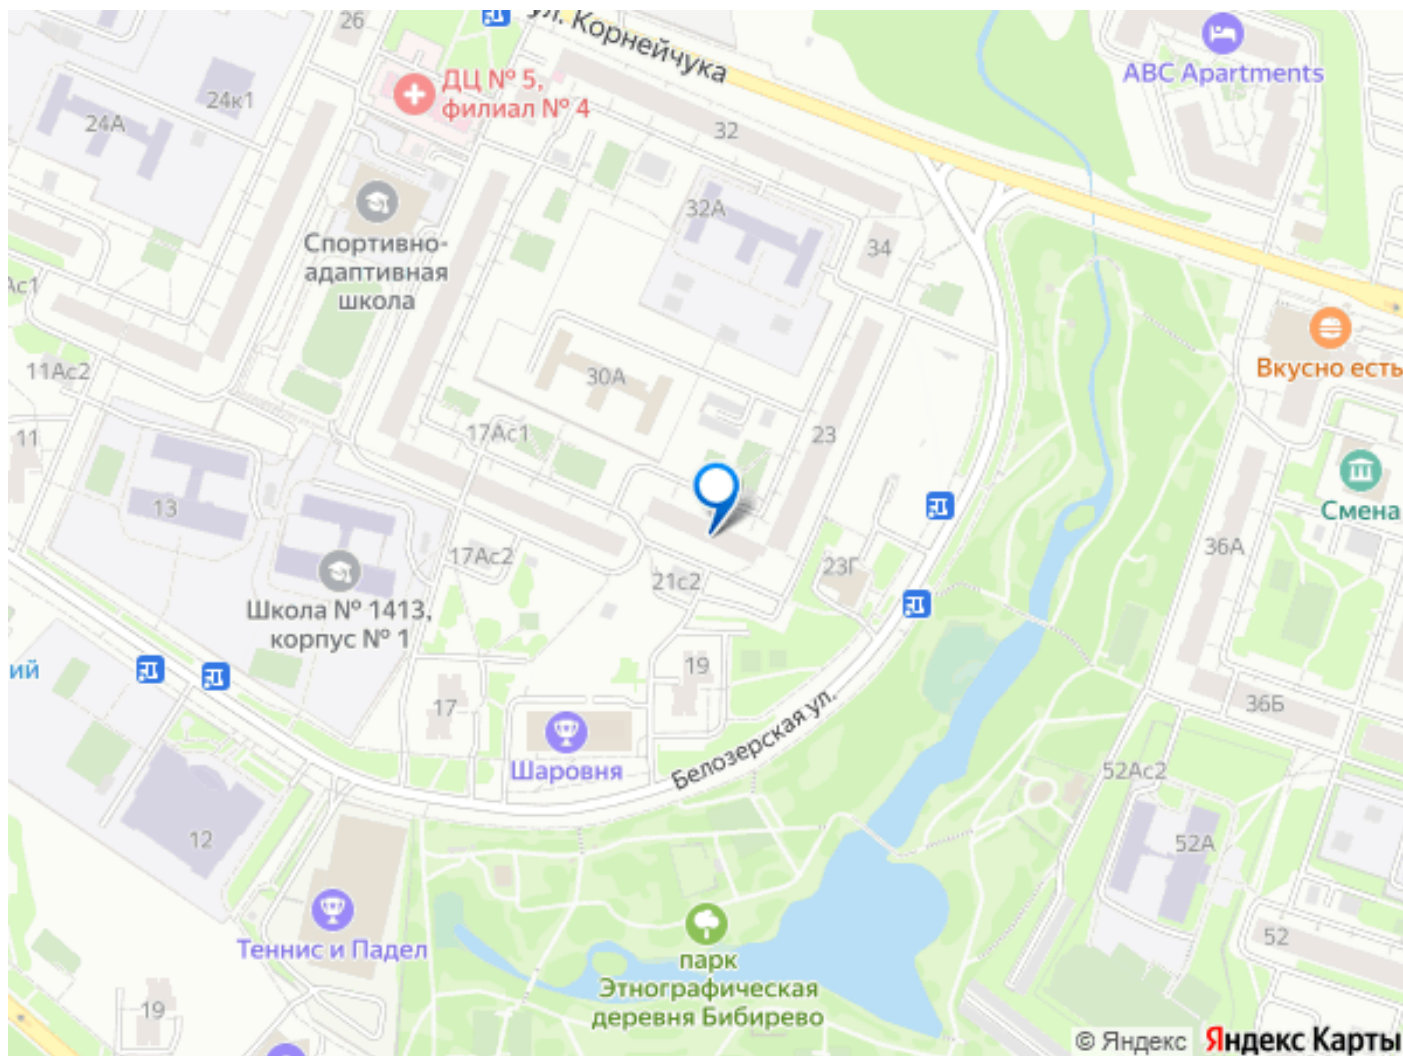 26
ул. Корнейчука
ABC Apartments
ДЦ № 5,
филиал № 4
24к1
24А
32
32А
34
Спортивно-
адаптивная
школа
Ас1
11Ас2
30А
Вкусно есть
11
17Ас1
23
13
Смена
36А
17Ас2
21с2
23Г
Школа № 1413,
корпус № 1
ий
19
17
36Б
Белозерская ул.
Шаровня
52Ас2
12
52А
Теннис и Падел
52
парк
Этнографическая
деревня Бибирево
19
© Яндекс Яндекс Карты